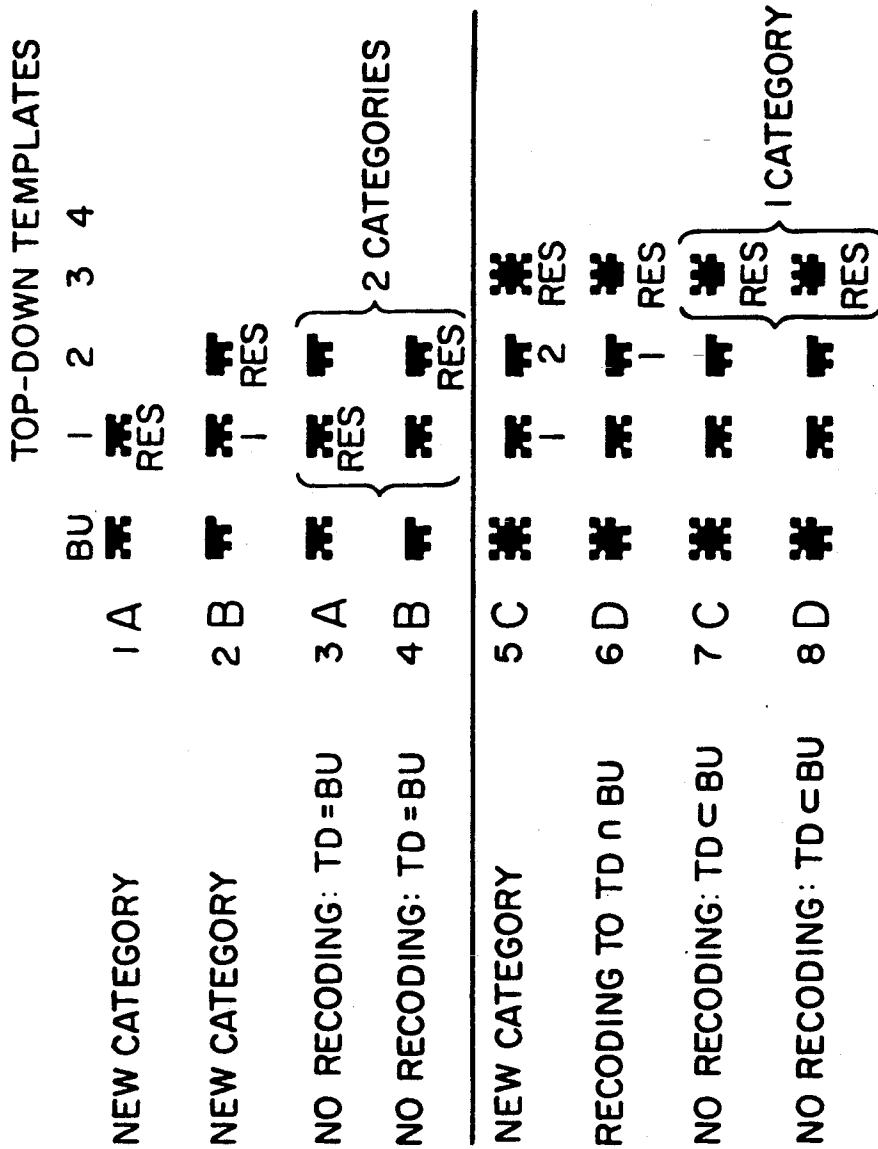 TOP-DOWN TEMPLATES
BU 1 2 3 4
NEW CATEGORY 1 A
RES
NEW CATEGORY 2 B
1 RES
NO RECODING: TD = BU 3 A
RES
2 CATEGORIES
NO RECODING: TD = BU 4 B
RES
NEW CATEGORY 5 C
1 2 RES
RECODING TO TD ∩ BU 6 D
1 RES
NO RECODING: TD ⊂ BU 7 C
RES
1 CATEGORY
NO RECODING: TD ⊂ BU 8 D
RES